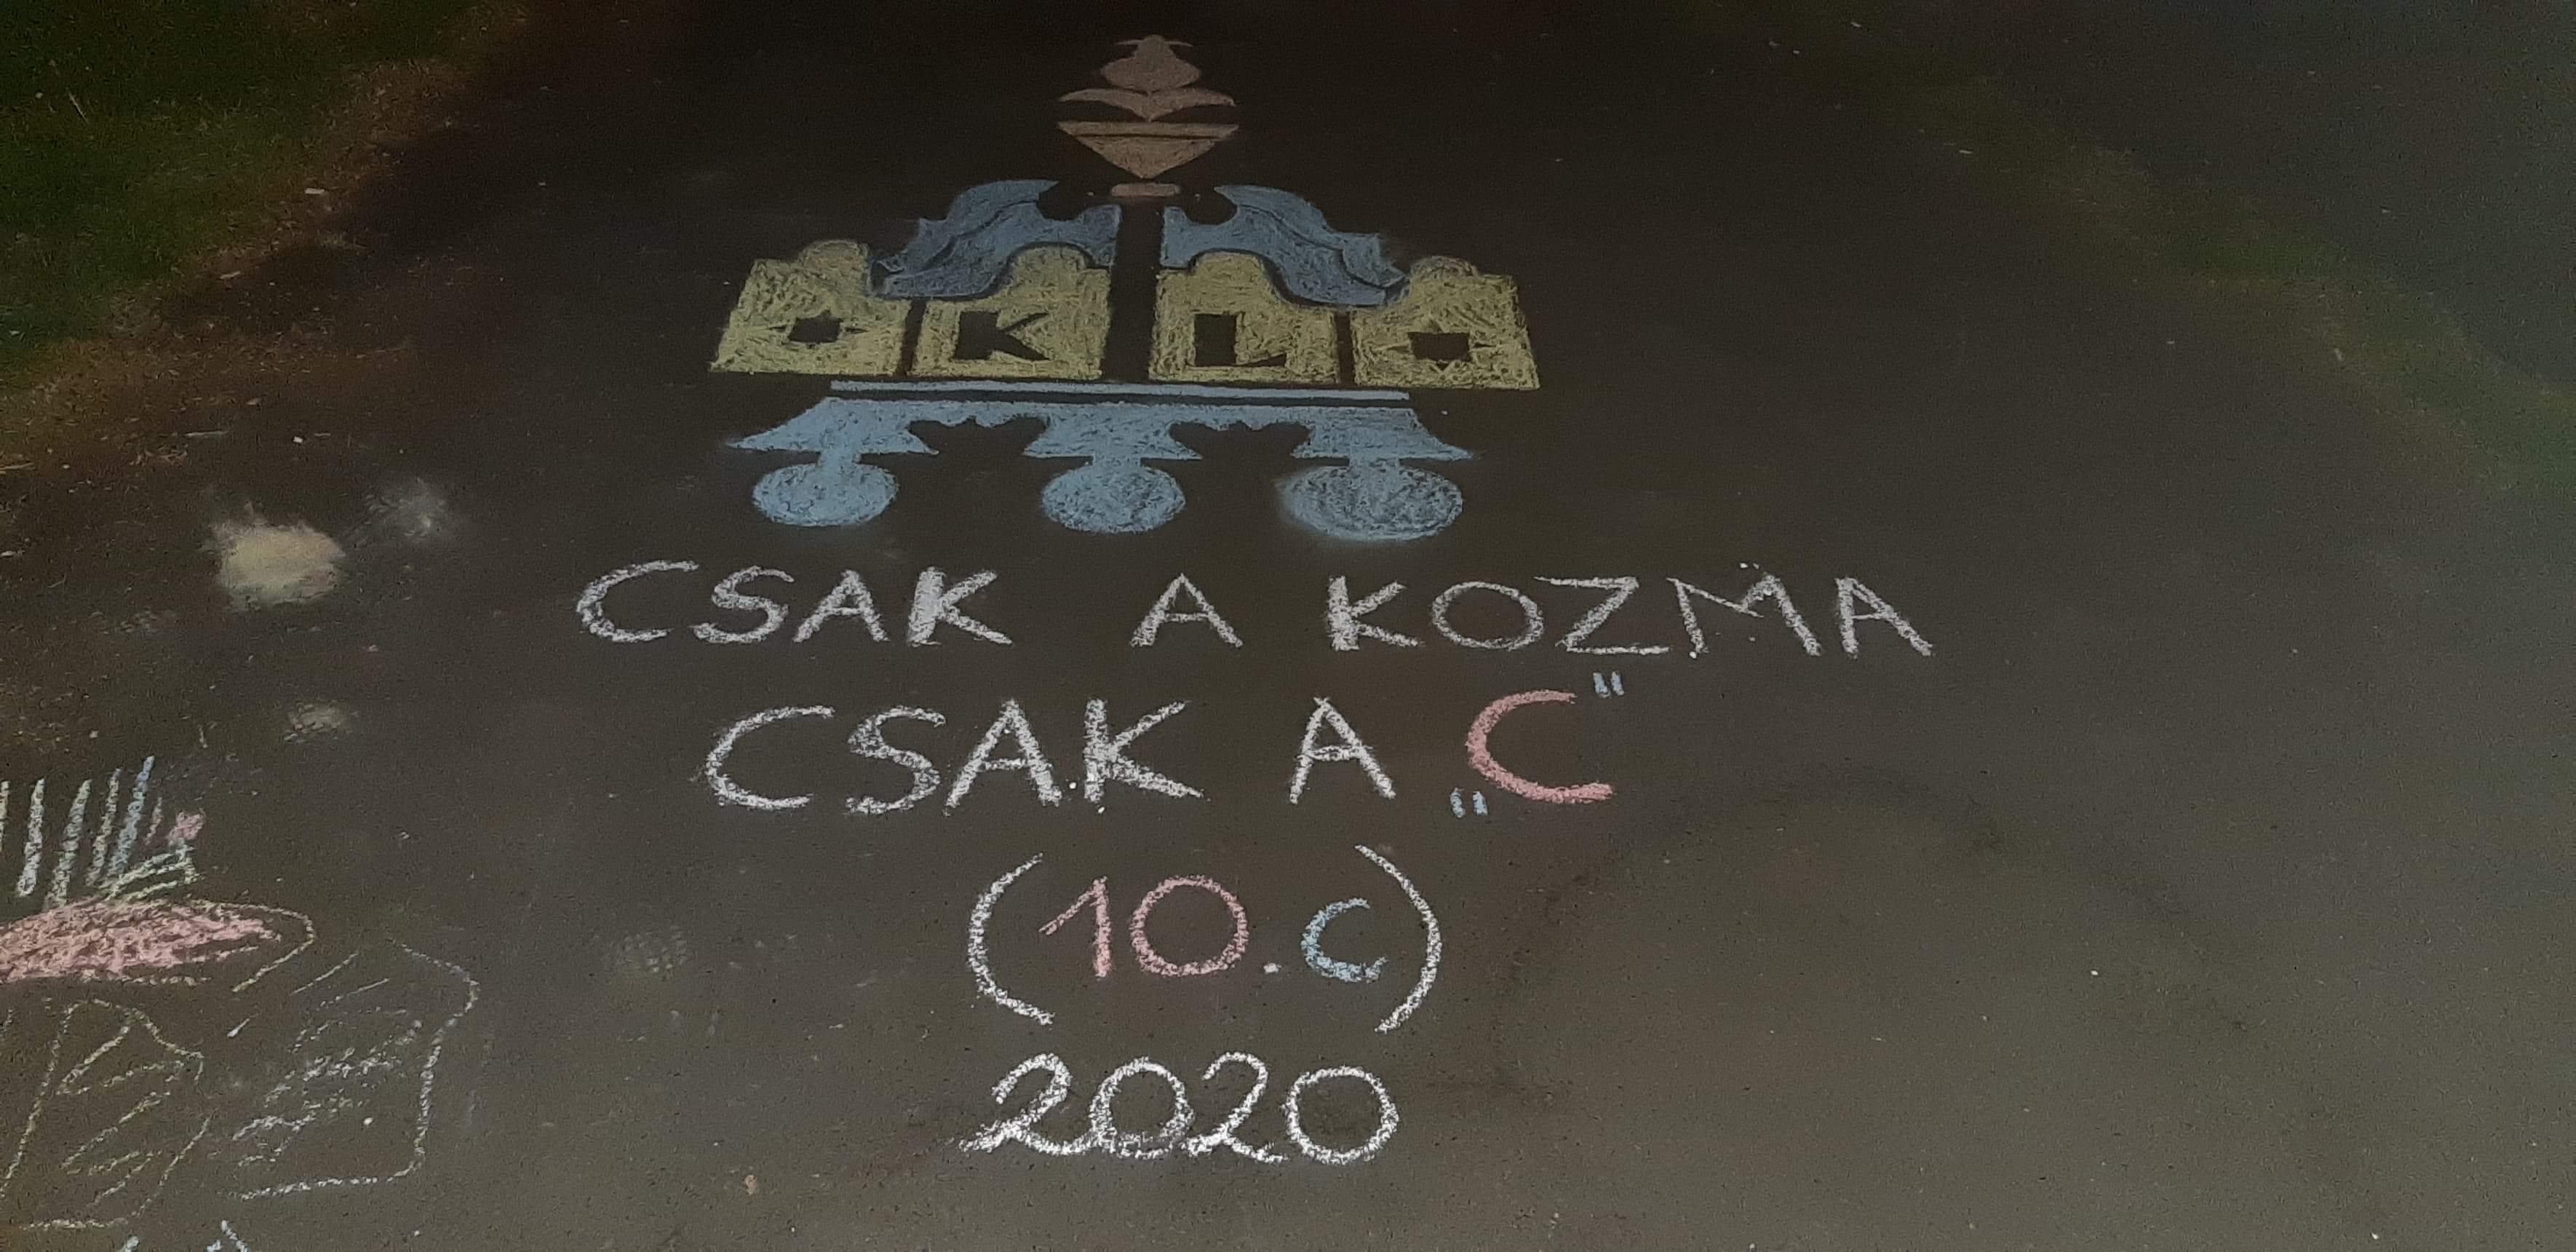 K L
CSAK A KOZMA
CSAK A „C"
(10.c)
2020